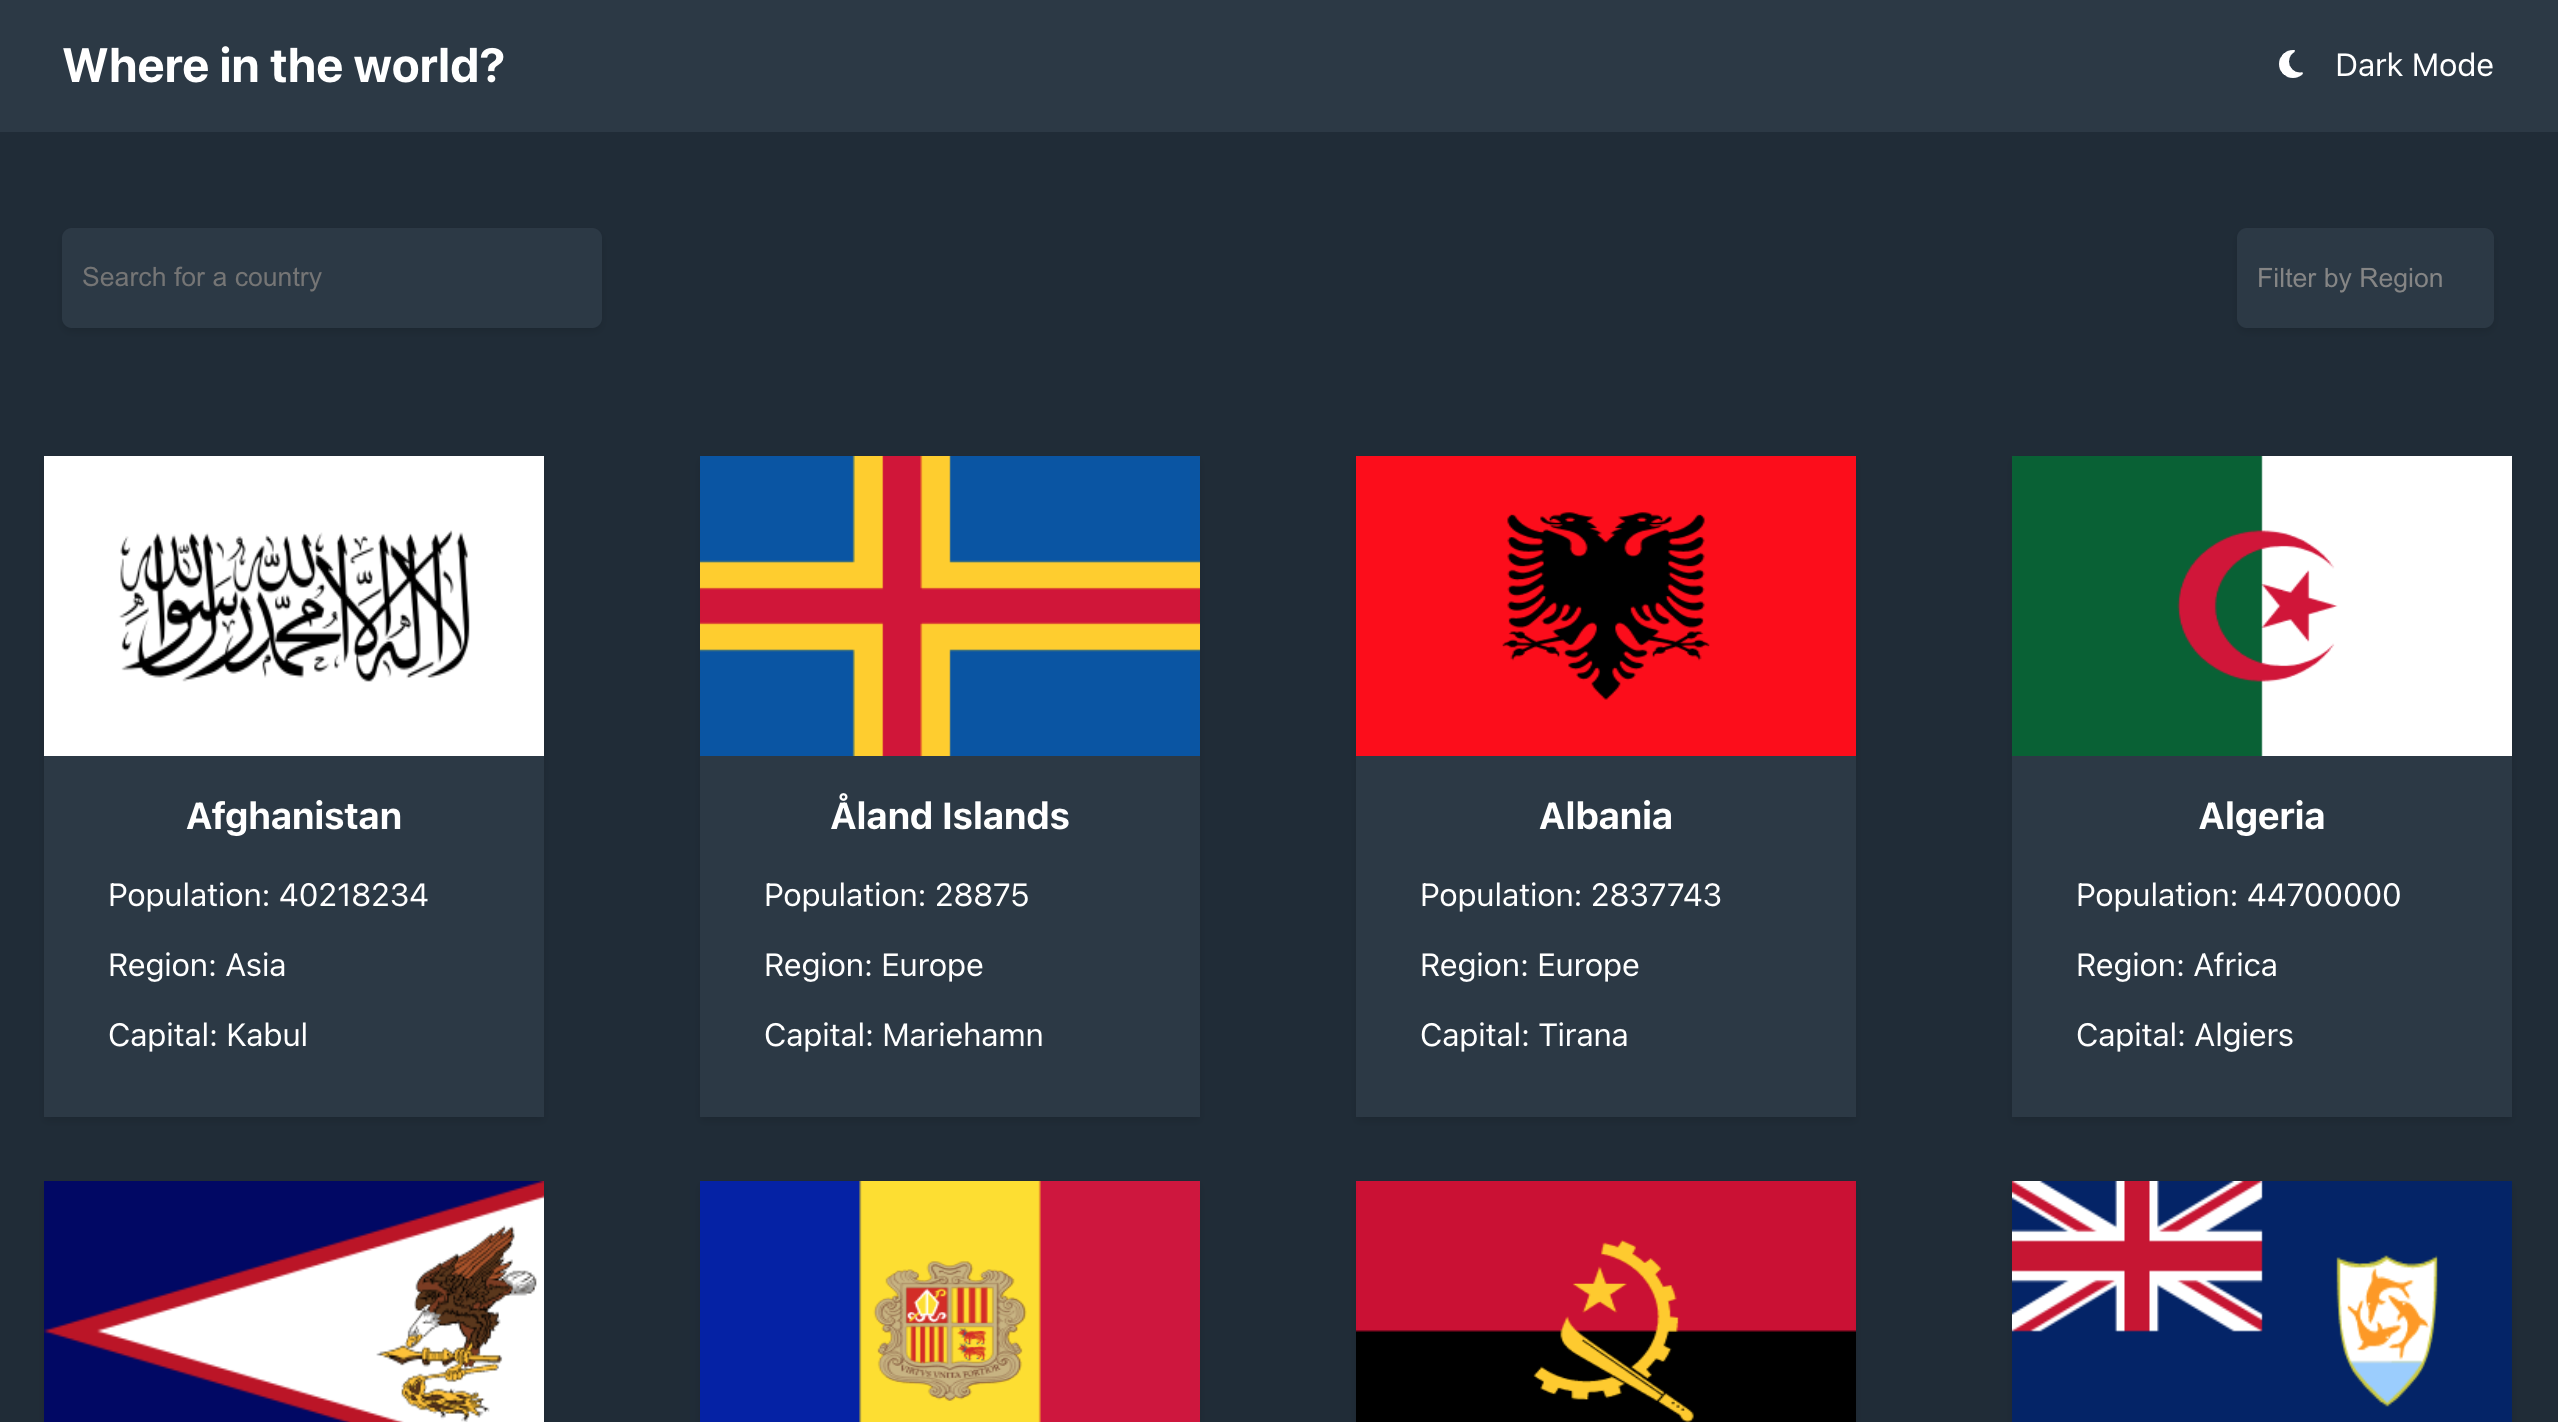 Where in the world?
Dark Mode
Search for a country
Filter by Region
لا إله إلا الله محمد رسول الله
Afghanistan
Population: 40218234
Region: Asia
Capital: Kabul
Åland Islands
Population: 28875
Region: Europe
Capital: Mariehamn
Albania
Population: 2837743
Region: Europe
Capital: Tirana
Algeria
Population: 44700000
Region: Africa
Capital: Algiers
VIRTVS UNITA FORTIOR